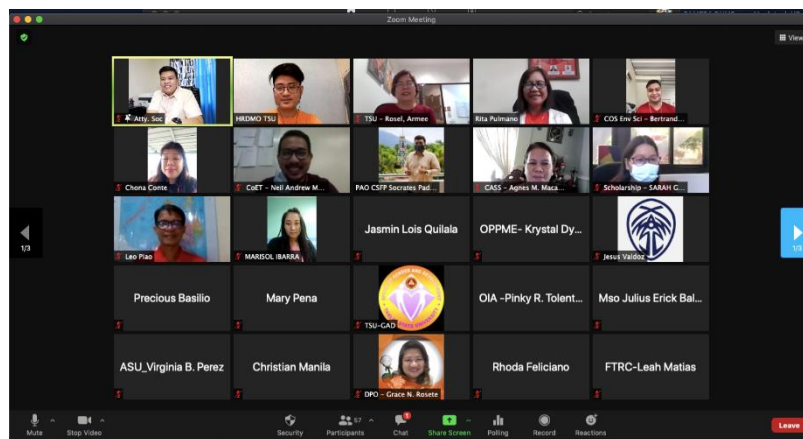 Zoom Meeting
View
Atty. Soc
HRDMO TSU
TSU - Rosel, Armee
Rita Pulmano
COS Env Sci - Bertrand...
Chona Conte
CoET - Neil Andrew M...
PAO CSFP Socrates Pad...
CASS - Agnes M. Maca...
Scholarship - SARAH G...
1/3
Leo Piao
MARISOL IBARRA
Jasmin Lois Quilala
OPPME- Krystal Dy...
Jesus Valdoz
1/3
Precious Basilio
Mary Pena
TSU-GAD
OIA -Pinky R. Tolent...
Mso Julius Erick Bal...
ASU_Virginia B. Perez
Christian Manila
DPO - Grace N. Rosete
Rhoda Feliciano
FTRC-Leah Matias
Mute
Stop Video
Security
57
Participants
1
Chat
Share Screen
Polling
Record
Reactions
Leave